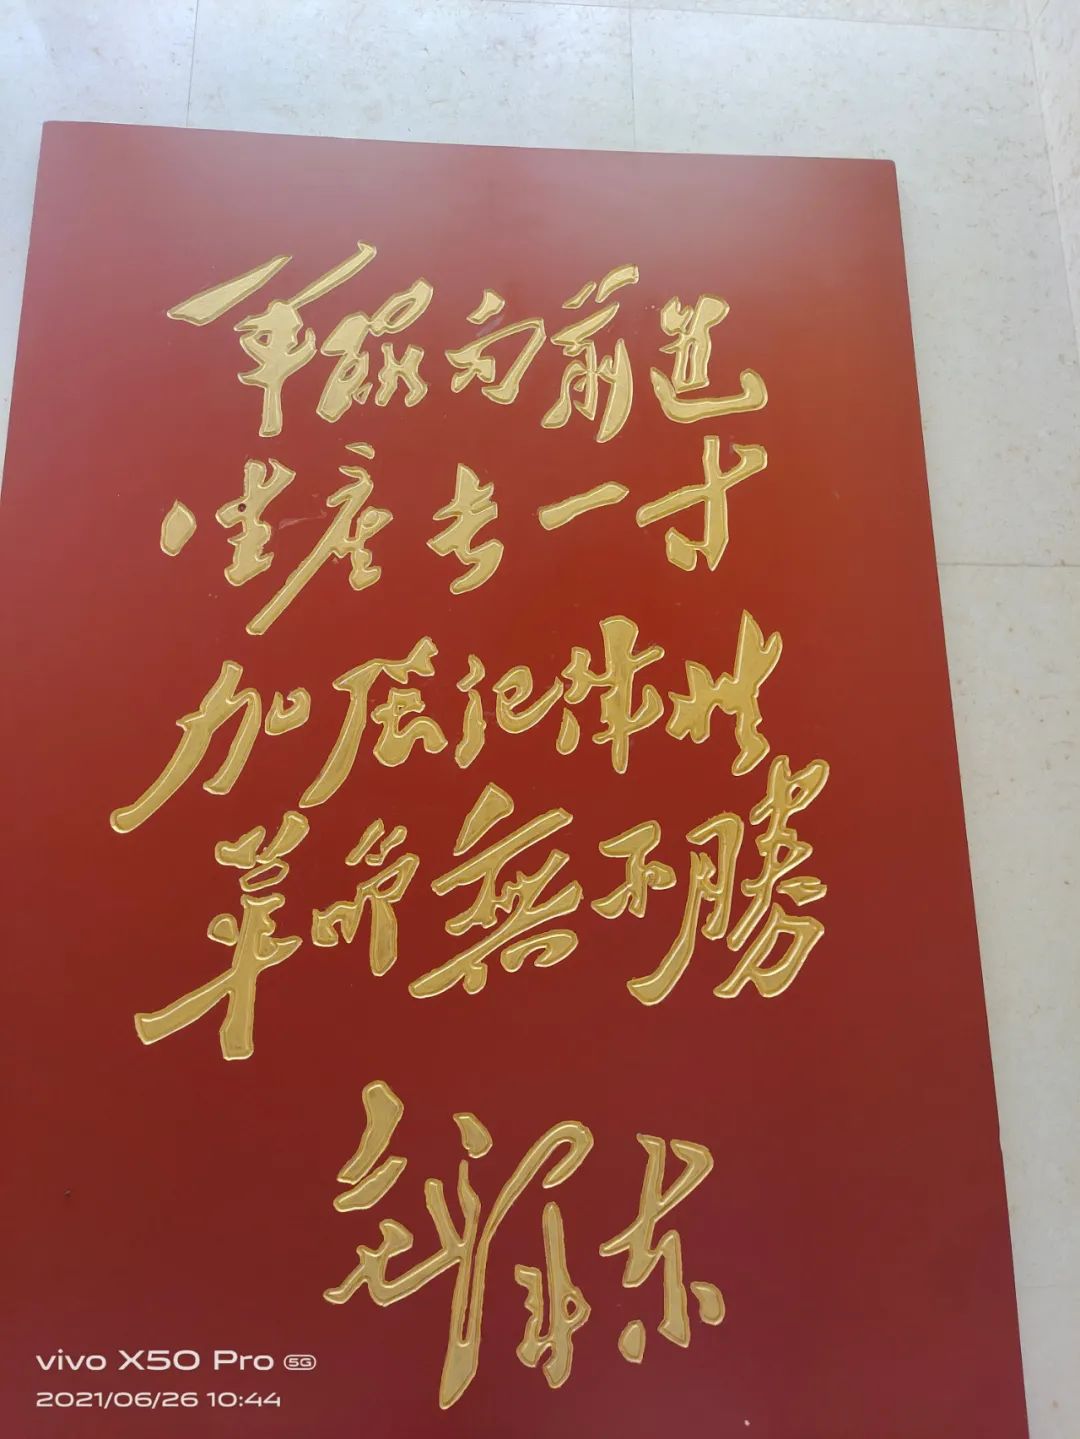 军队向前进
生产长一寸
加强纪律性
革命無不勝
毛泽东
vivo X50 Pro 5G
2021/06/26 10:44